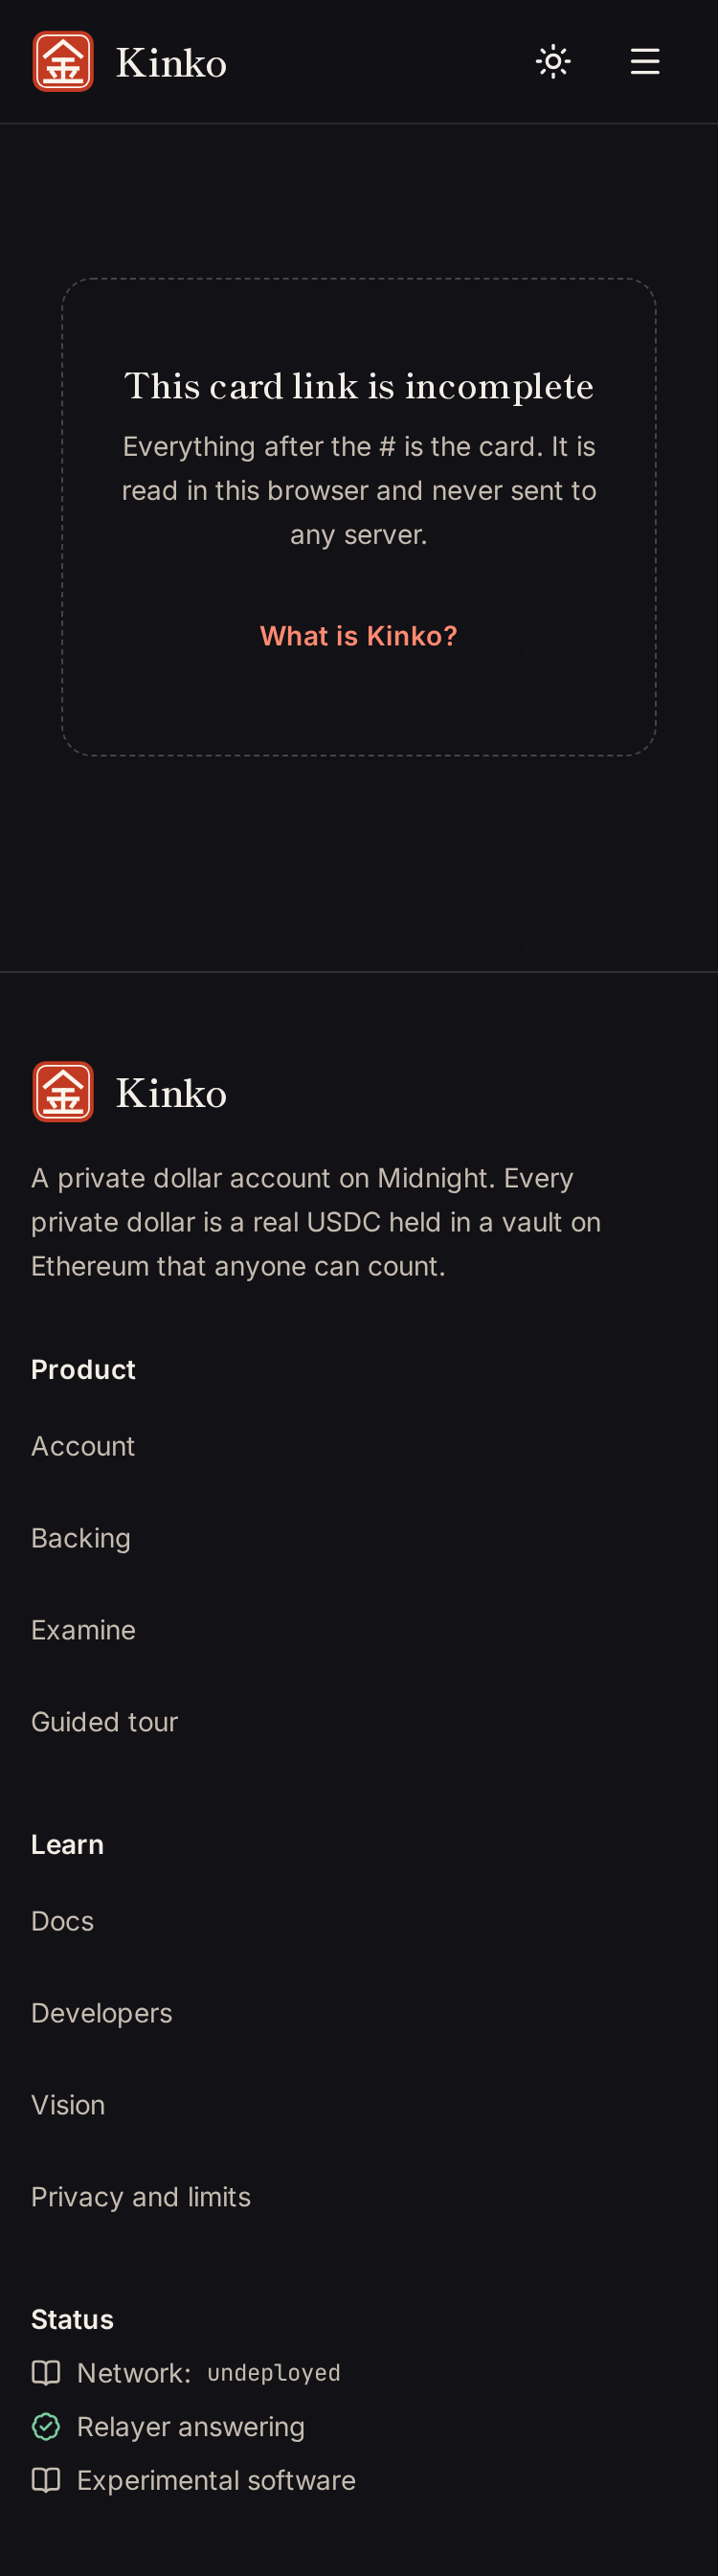 金 Kinko
This card link is incomplete
Everything after the # is the card. It is
read in this browser and never sent to
any server.
What is Kinko?
金 Kinko
A private dollar account on Midnight. Every
private dollar is a real USDC held in a vault on
Ethereum that anyone can count.
Product
Account
Backing
Examine
Guided tour
Learn
Docs
Developers
Vision
Privacy and limits
Status
Network: undeployed
Relayer answering
Experimental software